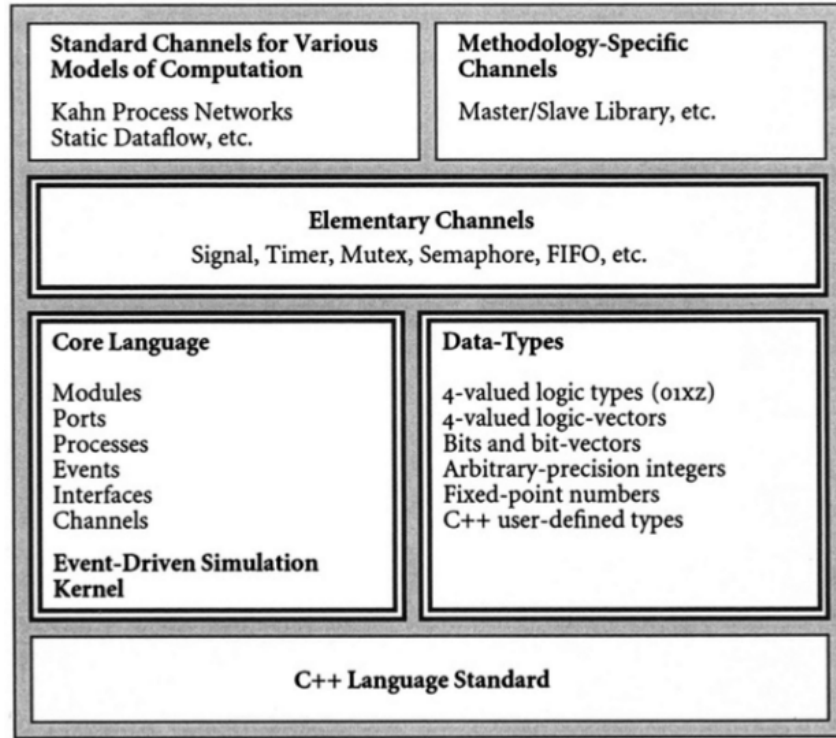 Standard Channels for Various
Models of Computation
Kahn Process Networks
Static Dataflow, etc.
Methodology-Specific
Channels
Master/Slave Library, etc.
Elementary Channels
Signal, Timer, Mutex, Semaphore, FIFO, etc.
Core Language
Modules
Ports
Processes
Events
Interfaces
Channels
Event-Driven Simulation
Kernel
Data-Types
4-valued logic types (01XZ)
4-valued logic-vectors
Bits and bit-vectors
Arbitrary-precision integers
Fixed-point numbers
C++ user-defined types
C++ Language Standard